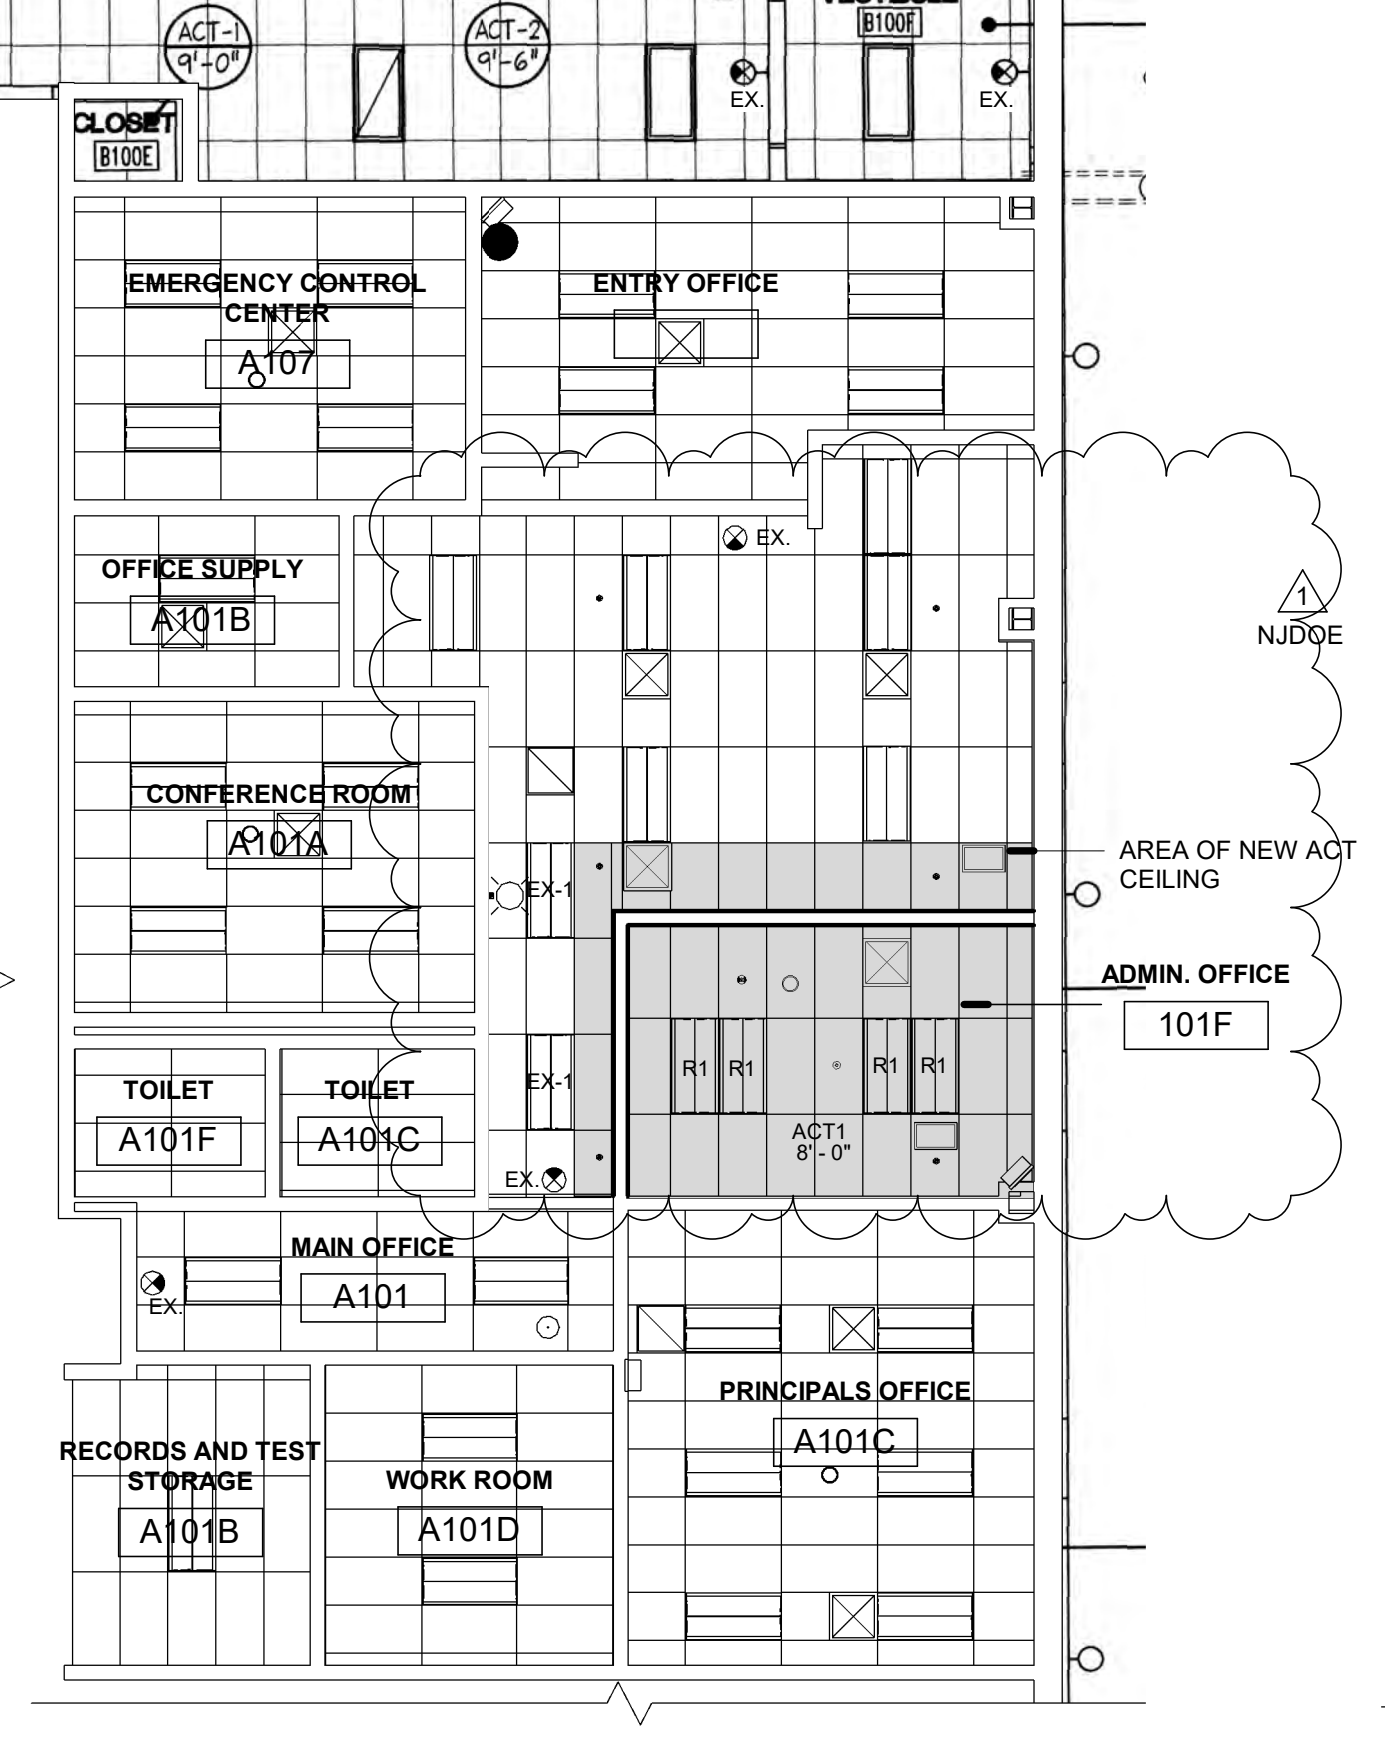 ACT-1
9'-0"
ACT-2
9'-6"
B100F
EX.
EX.
CLOSET
B100E
EMERGENCY CONTROL
CENTER
A107
ENTRY OFFICE
EX.
OFFICE SUPPLY
A101B
1
NJDOE
CONFERENCE ROOM
A101A
EX-1
AREA OF NEW ACT
CEILING
ADMIN. OFFICE
101F
R1
R1
R1
R1
EX-1
TOILET
A101F
TOILET
A101C
ACT1
8' - 0"
EX.
MAIN OFFICE
A101
EX.
PRINCIPALS OFFICE
A101C
RECORDS AND TEST
STORAGE
A101B
WORK ROOM
A101D